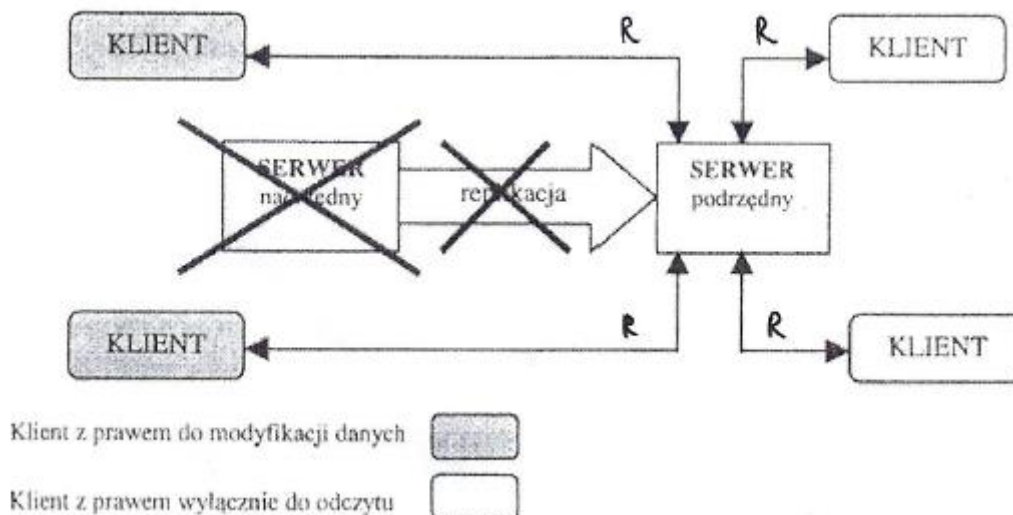 KLIENT R R KLIENT
SERWER SERWER
podrzędny
R R
KLIENT KLIENT
Klient z prawem do modyfikacji danych
Klient z prawem wyłącznie do odczytu